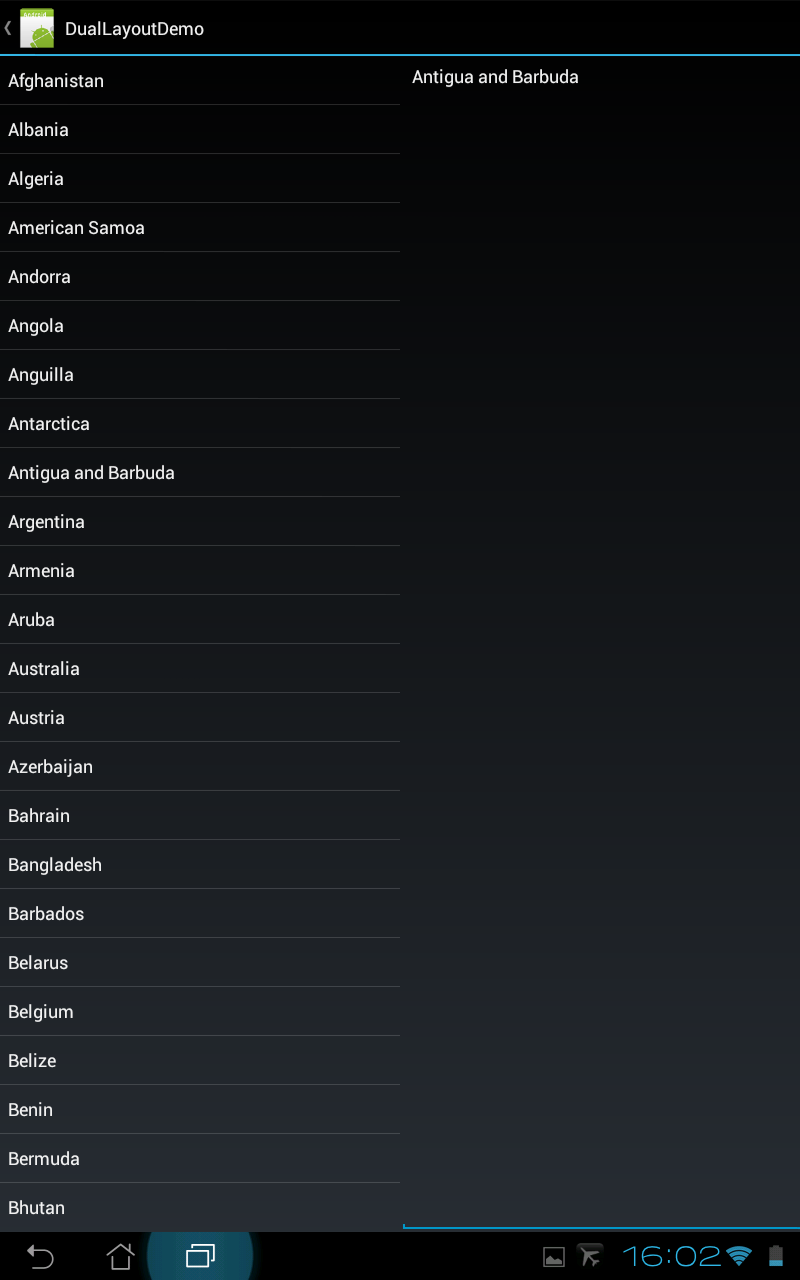 DualLayoutDemo
Afghanistan
Albania
Algeria
American Samoa
Andorra
Angola
Anguilla
Antarctica
Antigua and Barbuda
Argentina
Armenia
Aruba
Australia
Austria
Azerbaijan
Bahrain
Bangladesh
Barbados
Belarus
Belgium
Belize
Benin
Bermuda
Bhutan
Antigua and Barbuda
16:02